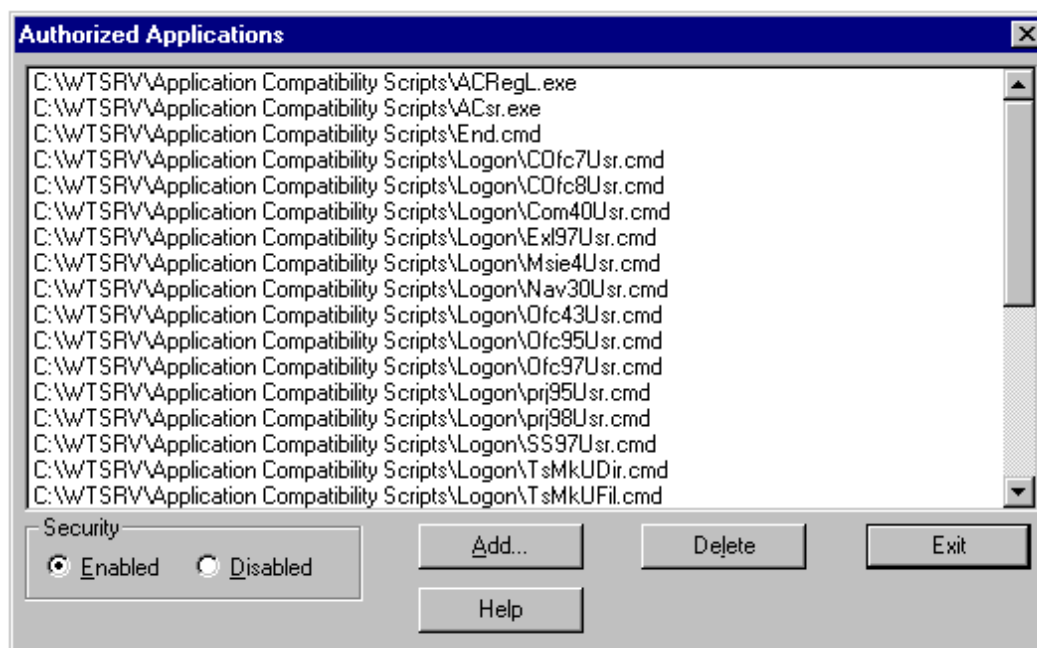 Authorized Applications
C:\WTSRV\Application Compatibility Scripts\ACRegL.exe
C:\WTSRV\Application Compatibility Scripts\ACsr.exe
C:\WTSRV\Application Compatibility Scripts\End.cmd
C:\WTSRV\Application Compatibility Scripts\Logon\COfc7Usr.cmd
C:\WTSRV\Application Compatibility Scripts\Logon\COfc8Usr.cmd
C:\WTSRV\Application Compatibility Scripts\Logon\Com40Usr.cmd
C:\WTSRV\Application Compatibility Scripts\Logon\Exl97Usr.cmd
C:\WTSRV\Application Compatibility Scripts\Logon\Msie4Usr.cmd
C:\WTSRV\Application Compatibility Scripts\Logon\Nav30Usr.cmd
C:\WTSRV\Application Compatibility Scripts\Logon\Ofc43Usr.cmd
C:\WTSRV\Application Compatibility Scripts\Logon\Ofc95Usr.cmd
C:\WTSRV\Application Compatibility Scripts\Logon\Ofc97Usr.cmd
C:\WTSRV\Application Compatibility Scripts\Logon\prj95Usr.cmd
C:\WTSRV\Application Compatibility Scripts\Logon\prj98Usr.cmd
C:\WTSRV\Application Compatibility Scripts\Logon\SS97Usr.cmd
C:\WTSRV\Application Compatibility Scripts\Logon\TsMkUDir.cmd
C:\WTSRV\Application Compatibility Scripts\Logon\TsMkUFil.cmd
Security
Enabled Disabled
Add... Delete Exit
Help